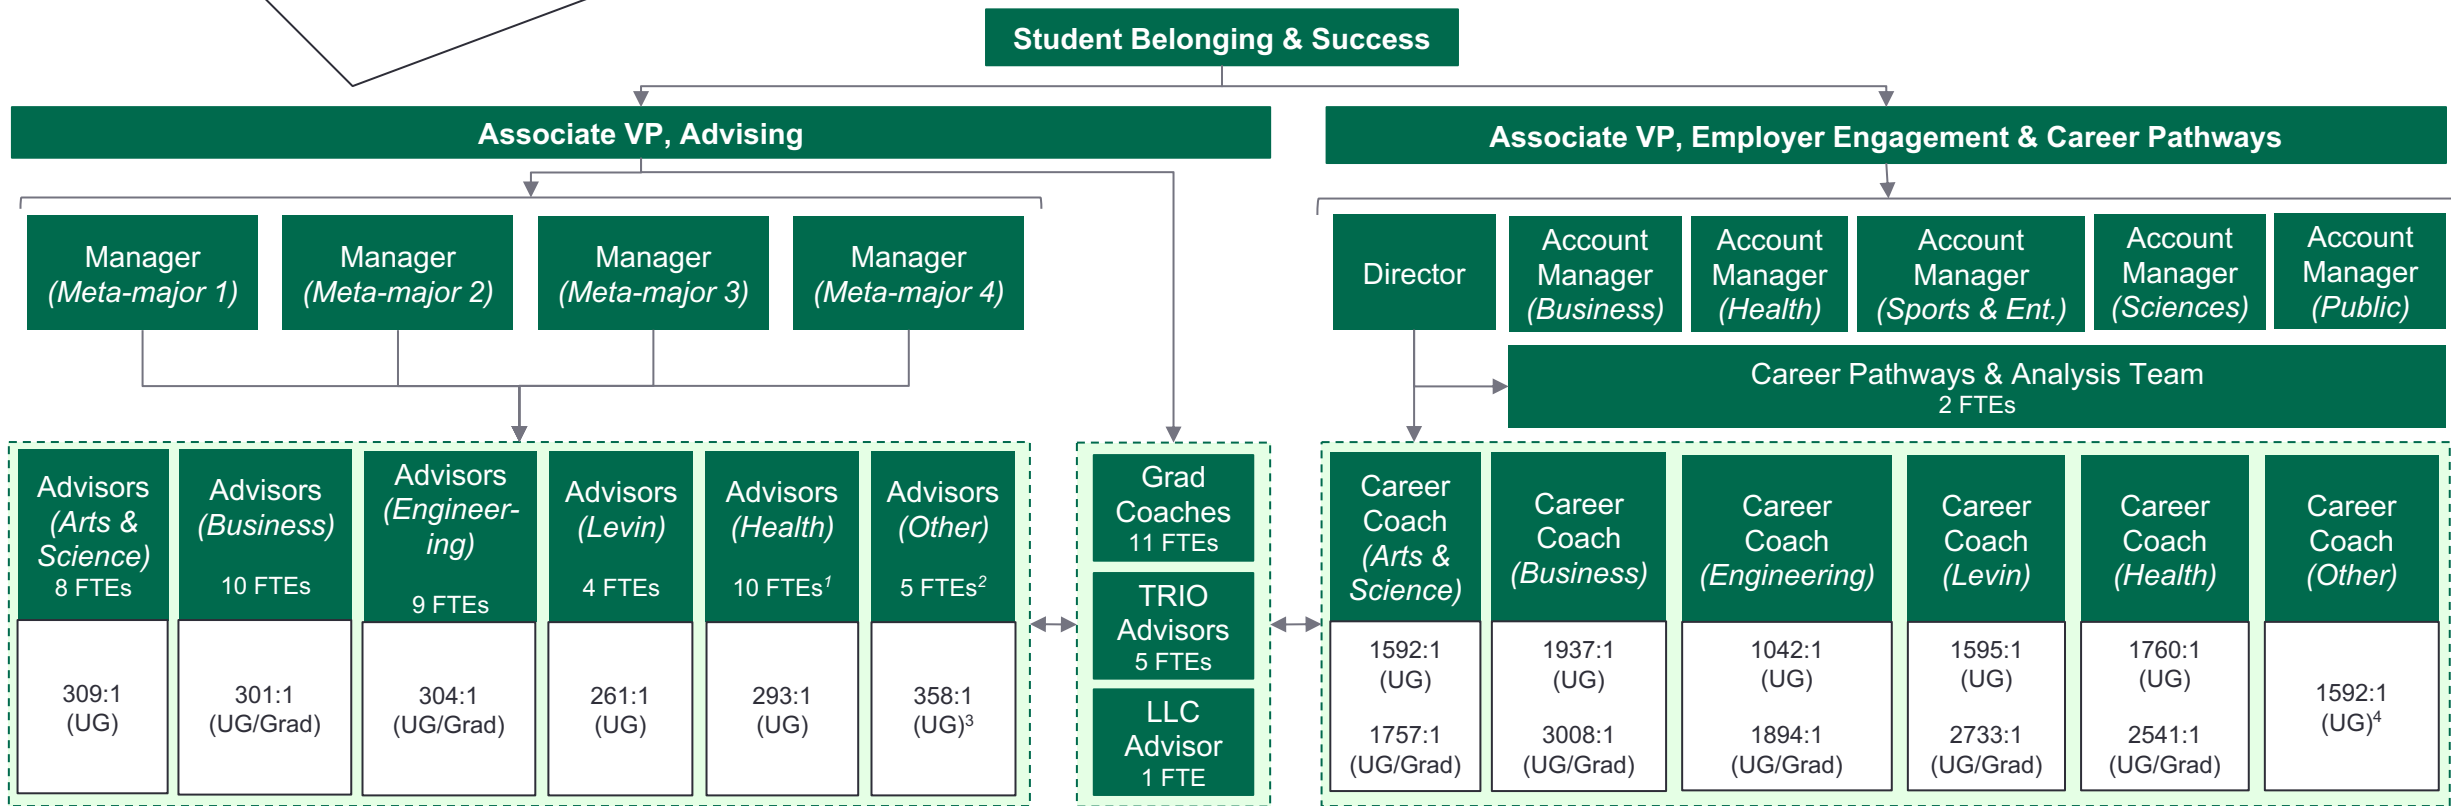 Student Belonging & Success
Associate VP, Advising
Associate VP, Employer Engagement & Career Pathways
Manager
(Meta-major 1)
Manager
(Meta-major 2)
Manager
(Meta-major 3)
Manager
(Meta-major 4)
Director
Account
Manager
(Business)
Account
Manager
(Health)
Account
Manager
(Sports & Ent.)
Account
Manager
(Sciences)
Account
Manager
(Public)
Career Pathways & Analysis Team
2 FTEs
Advisors
(Arts &
Science)
8 FTEs
Advisors
(Business)
10 FTEs
Advisors
(Engineer-
ing)
9 FTEs
Advisors
(Levin)
4 FTEs
Advisors
(Health)
10 FTEs¹
Advisors
(Other)
5 FTEs²
309:1
(UG)
301:1
(UG/Grad)
304:1
(UG/Grad)
261:1
(UG)
293:1
(UG)
358:1
(UG)³
Grad
Coaches
11 FTEs
TRIO
Advisors
5 FTEs
LLC
Advisor
1 FTE
Career
Coach
(Arts &
Science)
Career
Coach
(Business)
Career
Coach
(Engineering)
Career
Coach
(Levin)
Career
Coach
(Health)
Career
Coach
(Other)
1592:1
(UG)
1757:1
(UG/Grad)
1937:1
(UG)
3008:1
(UG/Grad)
1042:1
(UG)
1894:1
(UG/Grad)
1595:1
(UG)
2733:1
(UG/Grad)
1760:1
(UG)
2541:1
(UG/Grad)
1592:1
(UG)⁴